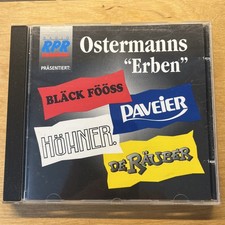 RPR
PRÄSENTIERT:
Ostermanns
"Erben"
BLÄCK FÖÖSS
PAVEIER
HÖHNER.
DE RÄUBER